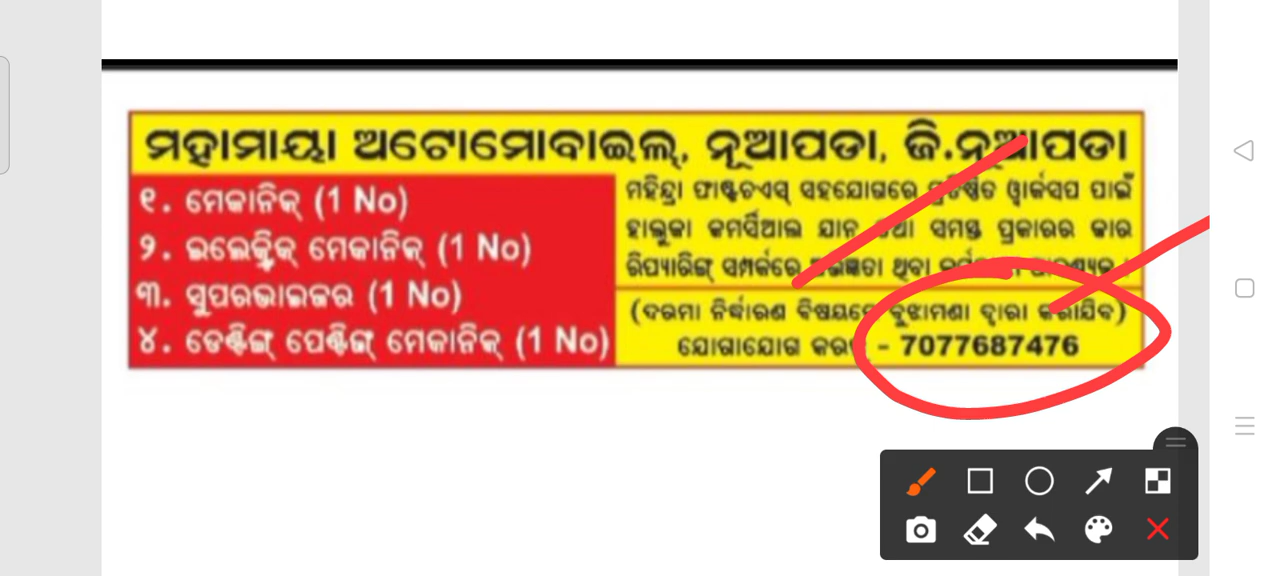 ମହାମାୟା ଅଟୋମୋବାଇଲ୍, ନୂଆପଡା, ଜି.ନୂଆପଡା
୧. ମେକାନିକ୍ (1 No)
୨. ଇଲେକ୍ଟ୍ରିକ୍ ମେକାନିକ୍ (1 No)
୩. ସୁପରଭାଇଜର (1 No)
୪. ଡେଣ୍ଟିଙ୍ଗ୍ ପେଣ୍ଟିଙ୍ଗ୍ ମେକାନିକ୍ (1 No)
ମହିନ୍ଦ୍ରା ଫାଷ୍ଟଚଏସ୍ ସହଯୋଗରେ ୱାର୍କସପ ପାଇଁ
ହାଲୁକା କମର୍ସିଆଲ ଯାନ ତଥା ସମସ୍ତ ପ୍ରକାରର କାର
ରିପ୍ୟାରିଙ୍ଗ୍ ସମ୍ପର୍କରେ ଥିବା
(ଦରମା ନିର୍ଦ୍ଧାରଣ ବିଷୟରେ ବୁଝାମଣା ଦ୍ୱାରା କରାଯିବ)
ଯୋଗାଯୋଗ କରନ୍ତୁ - 7077687476